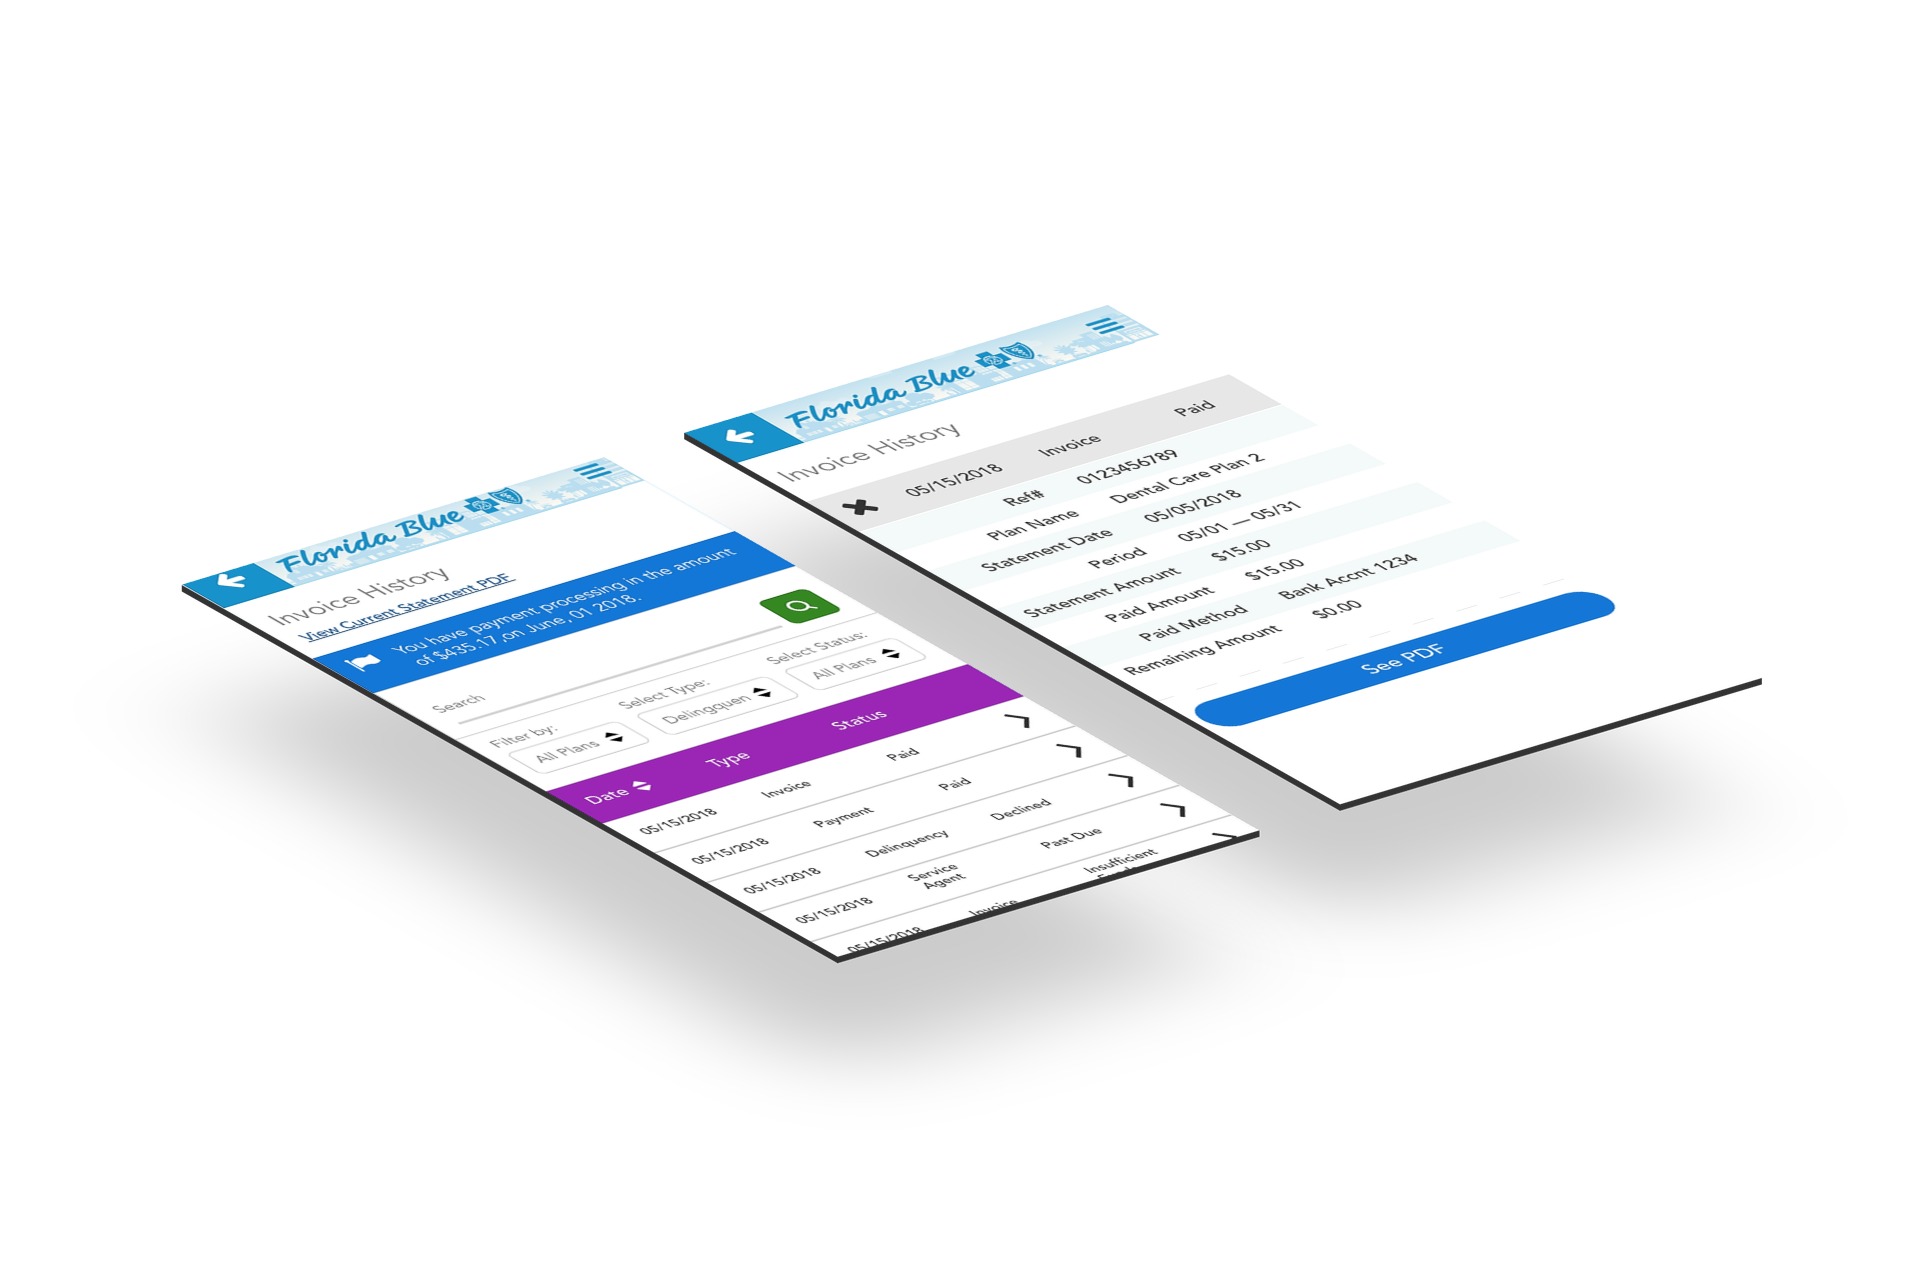 Florida Blue
Invoice History
View Current Statement PDF
You have payment processing in the amount
of $435.17 ,on June, 01 2018.
Search
Filter by:
Select Type:
Select Status:
All Plans
Delingquen
All Plans
Date Type Status
05/15/2018 Invoice Paid
05/15/2018 Payment Paid
05/15/2018 Delinquency Declined
05/15/2018 Service Agent Past Due
05/15/2018 Invoice Insufficient
Florida Blue
Invoice History
05/15/2018 Invoice Paid
Ref# 0123456789
Plan Name Dental Care Plan 2
Statement Date 05/05/2018
Period 05/01 — 05/31
Statement Amount $15.00
Paid Amount $15.00
Paid Method Bank Accnt 1234
Remaining Amount $0.00
See PDF